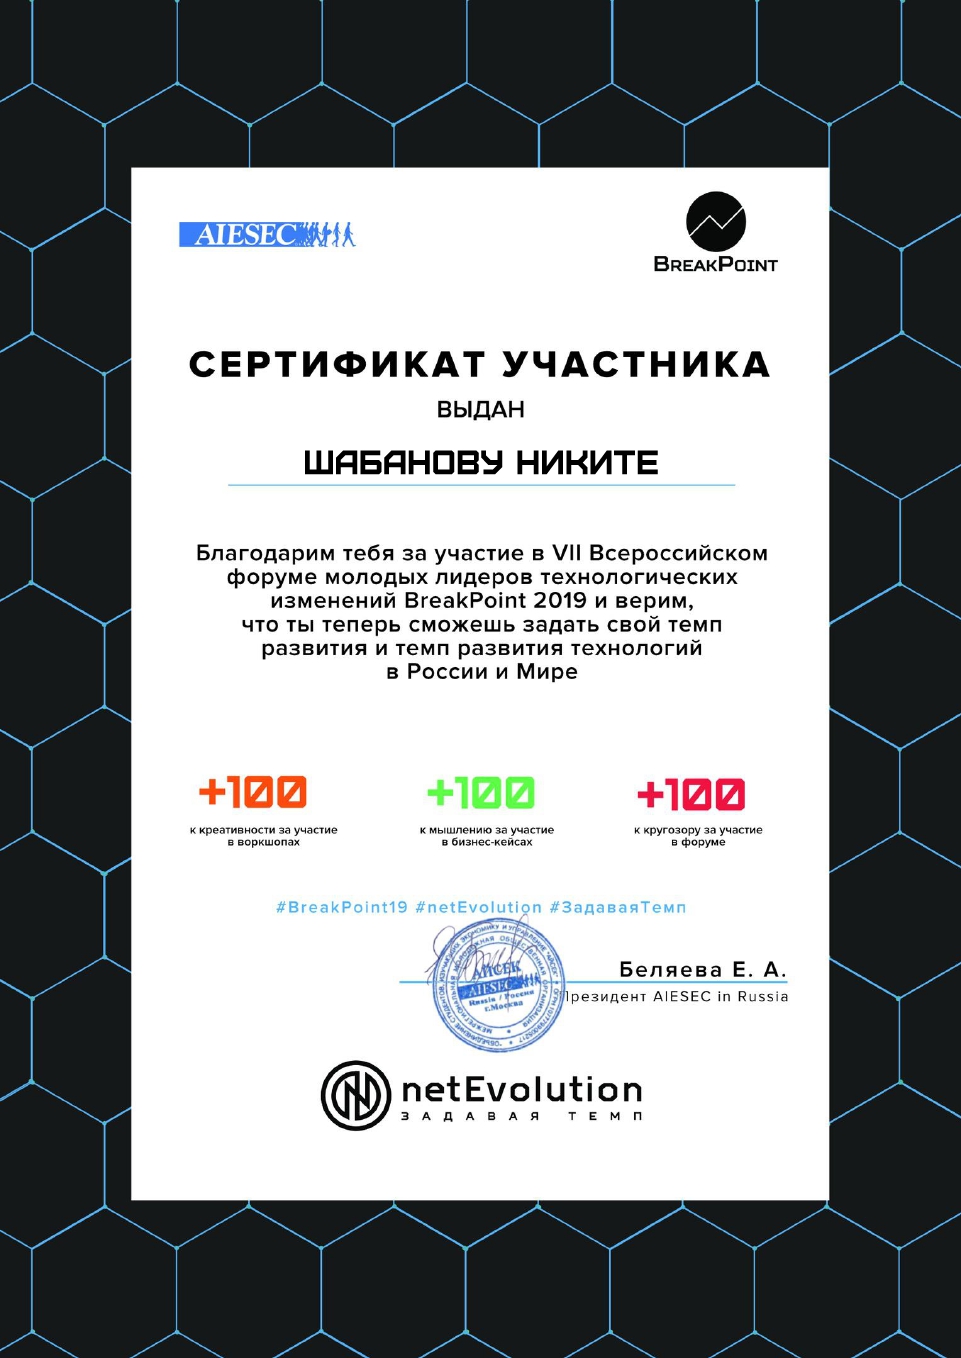 AIESEC
BREAKPOINT
СЕРТИФИКАТ УЧАСТНИКА
ВЫДАН
ШАБАНОВУ НИКИТЕ
Благодарим тебя за участие в VII Всероссийском
форуме молодых лидеров технологических
изменений BreakPoint 2019 и верим,
что ты теперь сможешь задать свой темп
развития и темп развития технологий
в России и Мире
+100
к креативности за участие
в воркшопах
+100
к мышлению за участие
в бизнес-кейсах
+100
к кругозору за участие
в форуме
#BreakPoint19 #netEvolution #ЗадаваяТемп
АЙСЕК
AIESEC
Russia / Россия
г.Москва
Беляева Е. А.
Президент AIESEC in Russia
netEvolution
ЗАДАВАЯ ТЕМП